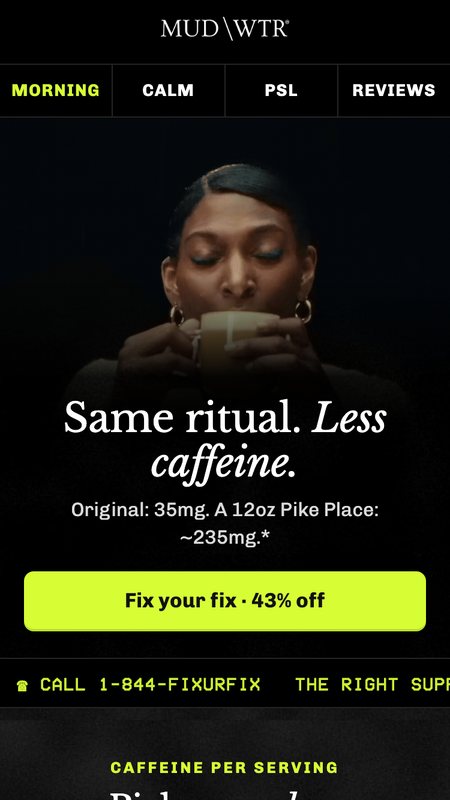 MUD\WTR®
MORNING
CALM
PSL
REVIEWS
Same ritual. Less
caffeine.
Original: 35mg. A 12oz Pike Place:
~235mg.*
Fix your fix · 43% off
☎ CALL 1-844-FIXURFIX THE RIGHT
CAFFEINE PER SERVING